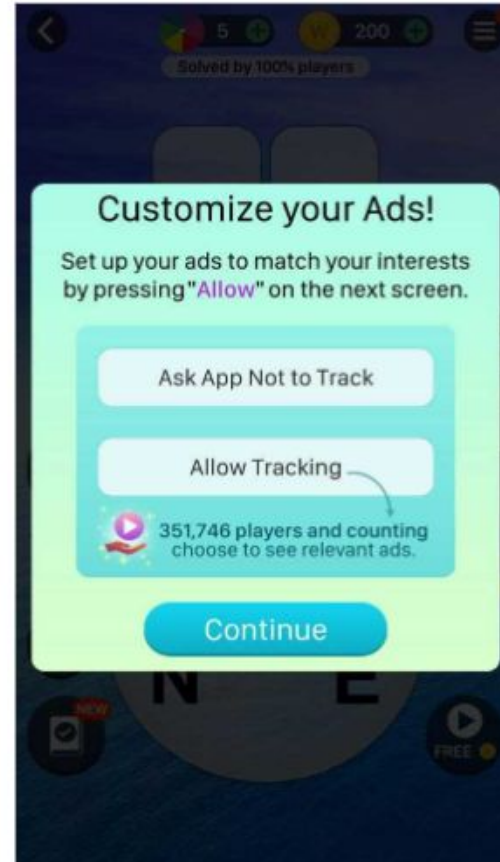 5
200
Solved by 100% players
Customize your Ads!
Set up your ads to match your interests
by pressing"Allow" on the next screen.
Ask App Not to Track
Allow Tracking
351,746 players and counting
choose to see relevant ads.
Continue
N E
NEW
FREE